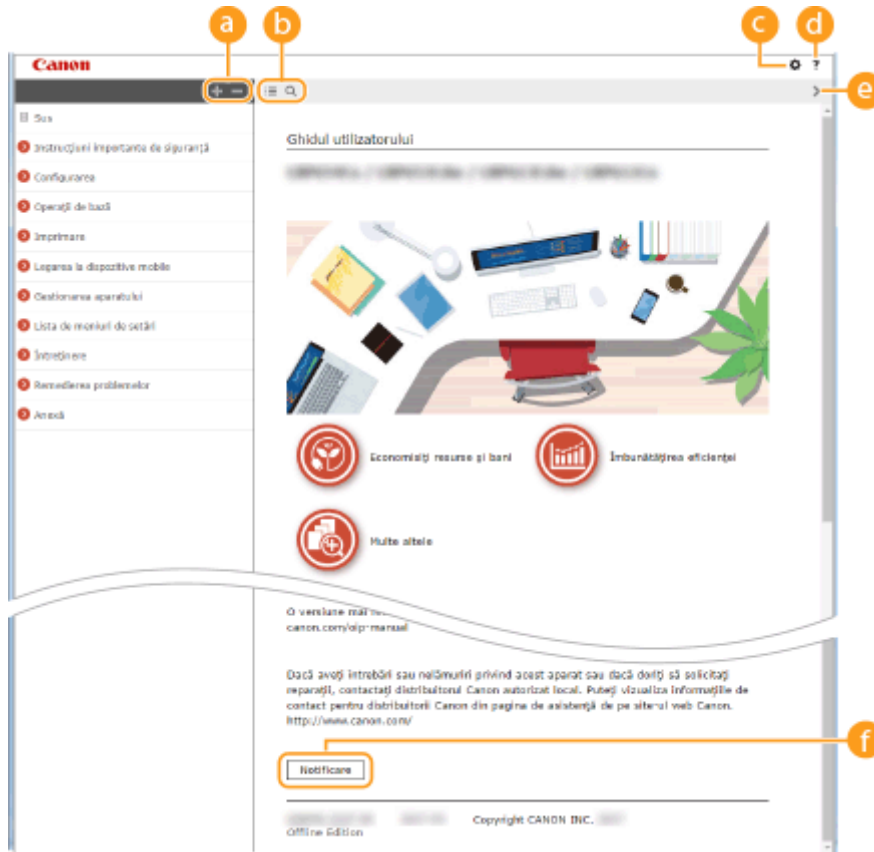 a
b
c
d
Canon
?
e
Sus
Instrucțiuni importante de siguranță
Configurarea
Operații de bază
Imprimare
Legarea la dispozitive mobile
Gestionarea aparatului
Lista de meniuri de setări
Întreținere
Remedierea problemelor
Anexă
Ghidul utilizatorului
Economisiți resurse și bani
Îmbunătățirea eficienței
Multe altele
O versiune mai
canon.com/oip-manual
Dacă aveți întrebări sau nelămuriri privind acest aparat sau dacă doriți să solicitați
reparații, contactați distribuitorul Canon autorizat local. Puteți vizualiza informațiile de
contact pentru distribuitorii Canon din pagina de asistență de pe site-ul web Canon.
http://www.canon.com/
f
Notificare
Copyright CANON INC.
Offline Edition